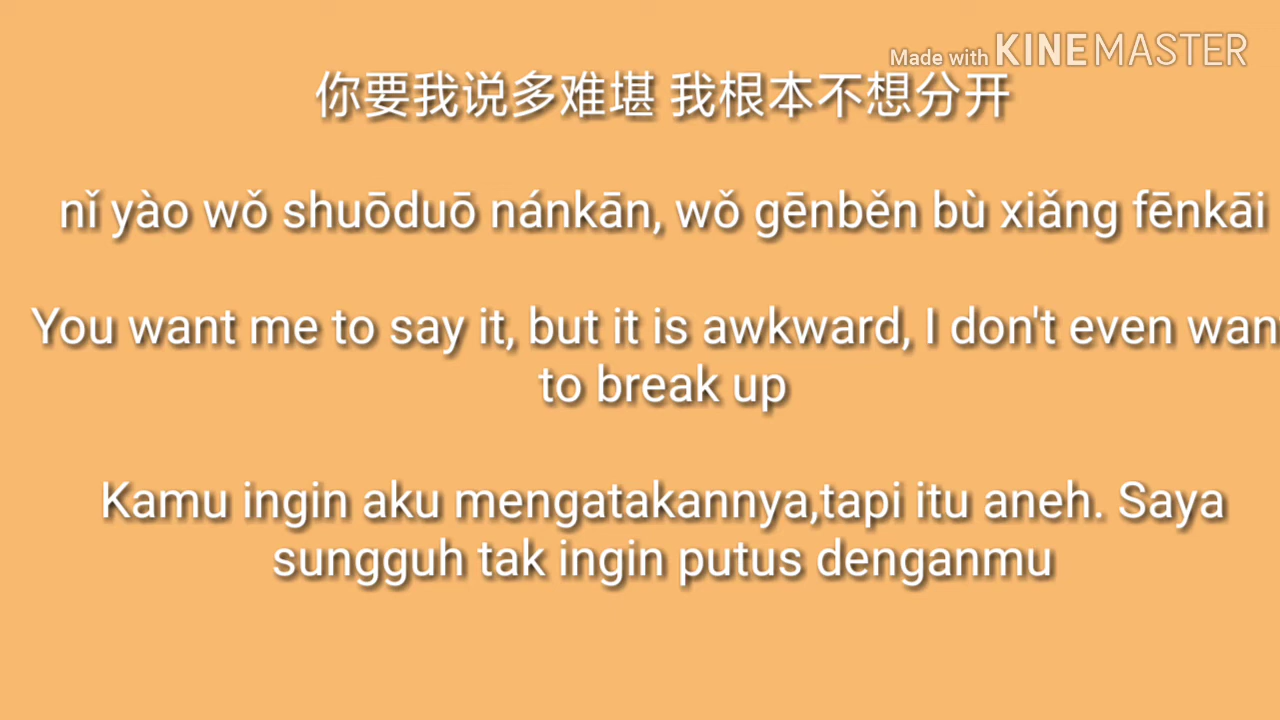 Made with KINEMASTER
你要我说多难堪 我根本不想分开
nǐ yào wǒ shuōduō nánkān, wǒ gēnběn bù xiǎng fēnkāi
You want me to say it, but it is awkward, I don't even wan
to break up
Kamu ingin aku mengatakannya,tapi itu aneh. Saya
sungguh tak ingin putus denganmu